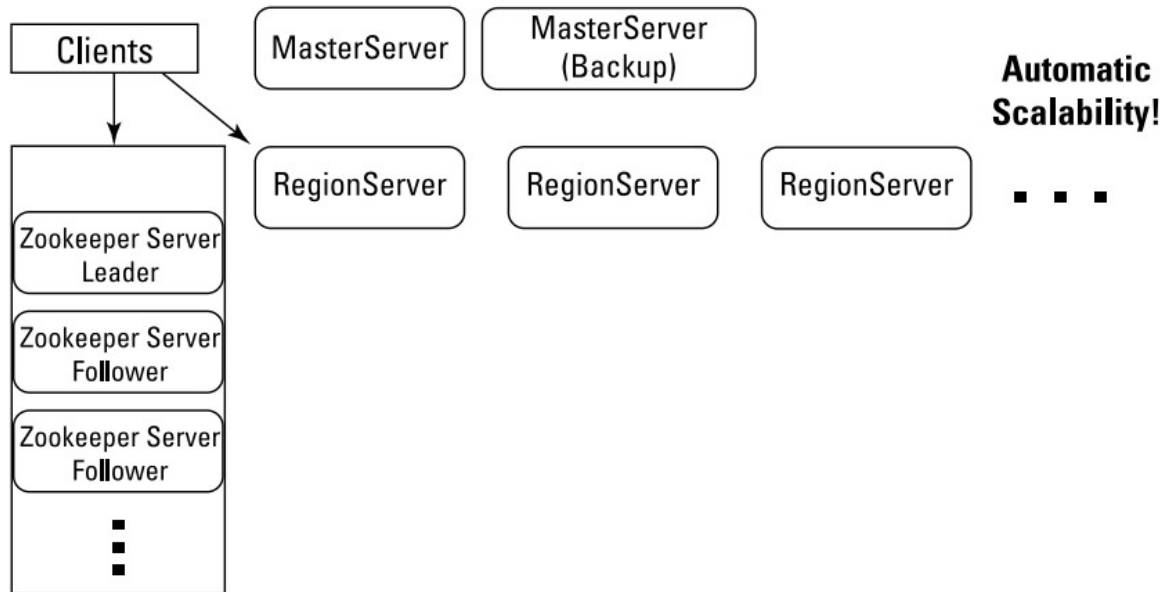 Clients
MasterServer
MasterServer
(Backup)
Automatic
Scalability!
RegionServer
RegionServer
RegionServer
Zookeeper Server
Leader
Zookeeper Server
Follower
Zookeeper Server
Follower